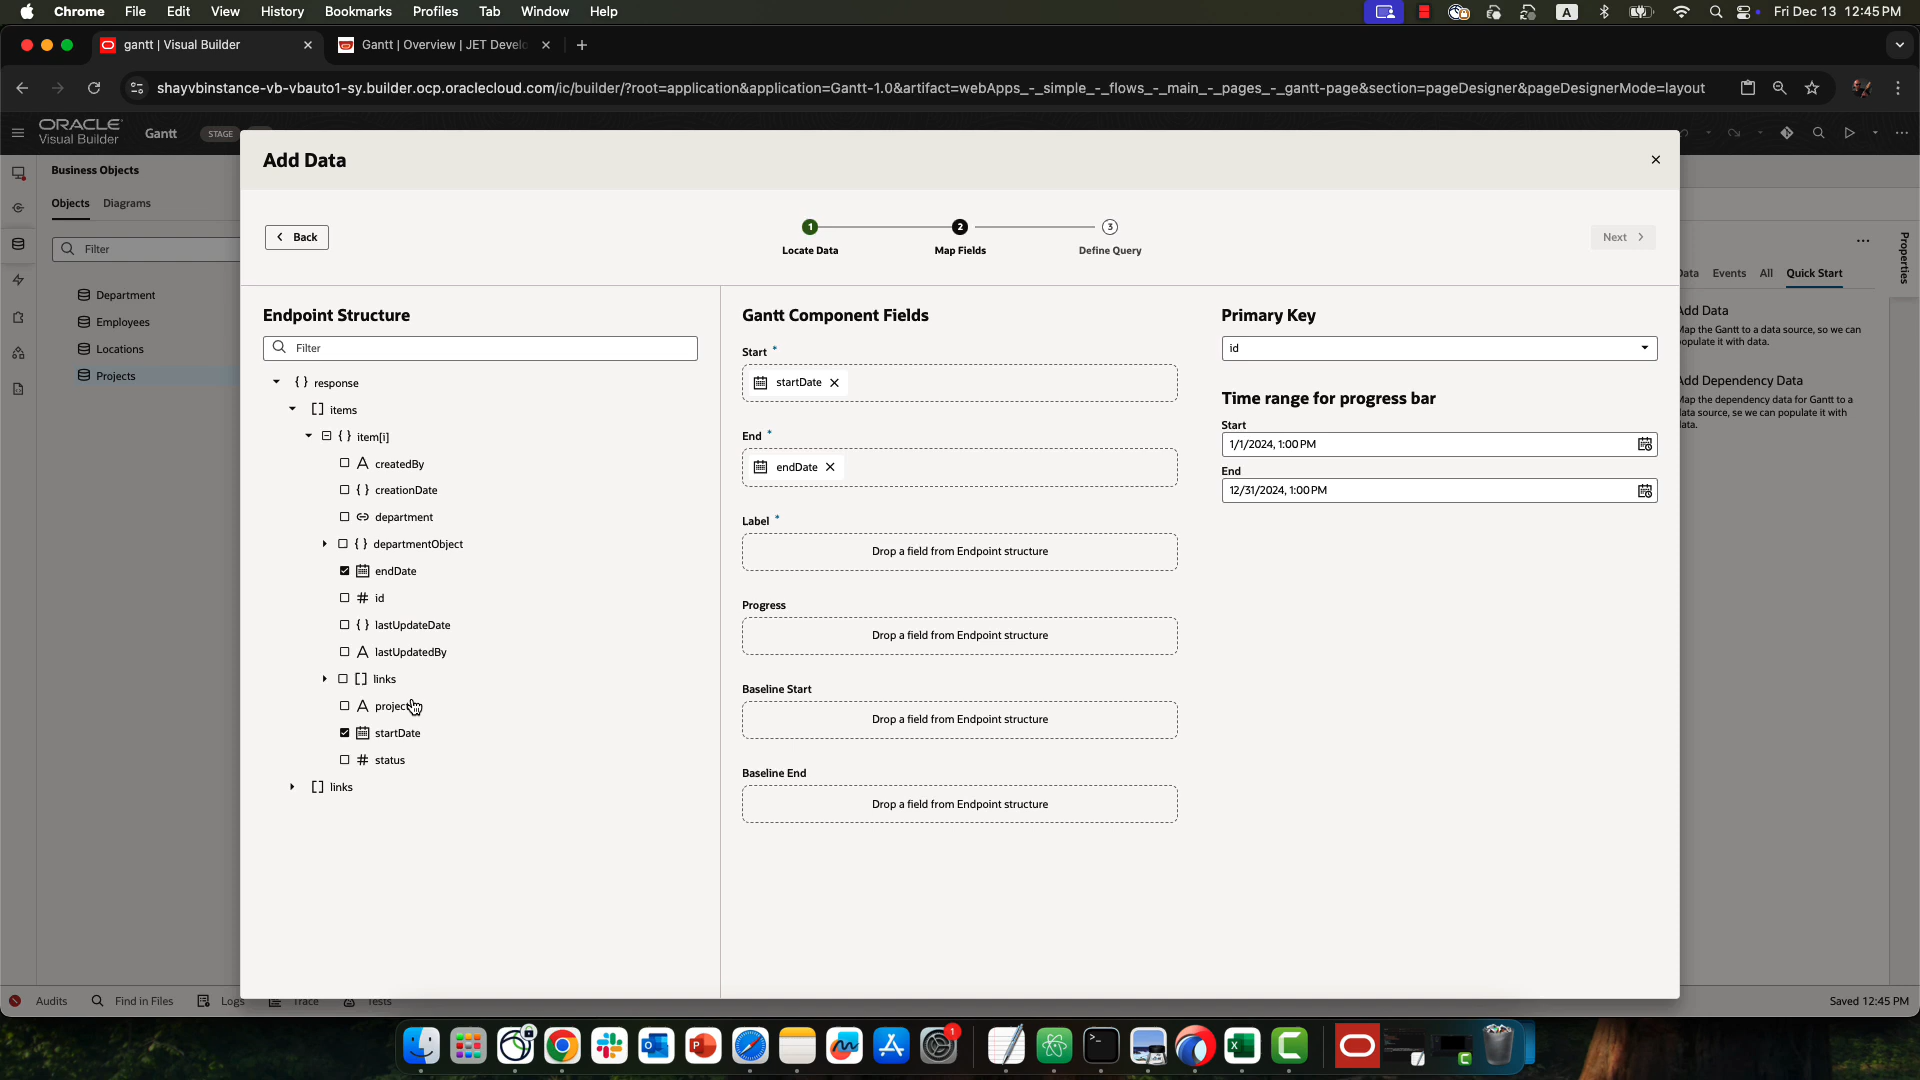 Chrome File Edit View History Bookmarks Profiles Tab Window Help
A
Fri Dec 13 12:45 PM
gantt | Visual Builder
Gantt | Overview | JET Devel
shayvbinstance-vb-vbauto1-sy.builder.ocp.oraclecloud.com/ic/builder/?root=application&application=Gantt-1.0&artifact=webApps_-_simple_-_flows_-_main_-_pages_-_gantt-page&section=pageDesigner&pageDesignerMode=layout
ORACLE
Visual Builder
Gantt
STAGE
Business Objects
Objects Diagrams
Filter
Department
Employees
Locations
Projects
Add Data
Back
1
2
3
Locate Data
Map Fields
Define Query
Next
Endpoint Structure
Filter
{ } response
[ ] items
{ } item[i]
A createdBy
{ } creationDate
department
{ } departmentObject
endDate
# id
{ } lastUpdateDate
A lastUpdatedBy
[ ] links
A project
startDate
# status
[ ] links
Gantt Component Fields
Start *
startDate
End *
endDate
Label *
Drop a field from Endpoint structure
Progress
Drop a field from Endpoint structure
Baseline Start
Drop a field from Endpoint structure
Baseline End
Drop a field from Endpoint structure
Primary Key
id
Time range for progress bar
Start
1/1/2024, 1:00 PM
End
12/31/2024, 1:00 PM
Properties
Data Events All Quick Start
Add Data
Map the Gantt to a data source, so we can
populate it with data.
Add Dependency Data
Map the dependency data for Gantt to a
data source, se we can populate it with
data.
Audits Find in Files Logs Trace Tests
Saved 12:45 PM
1